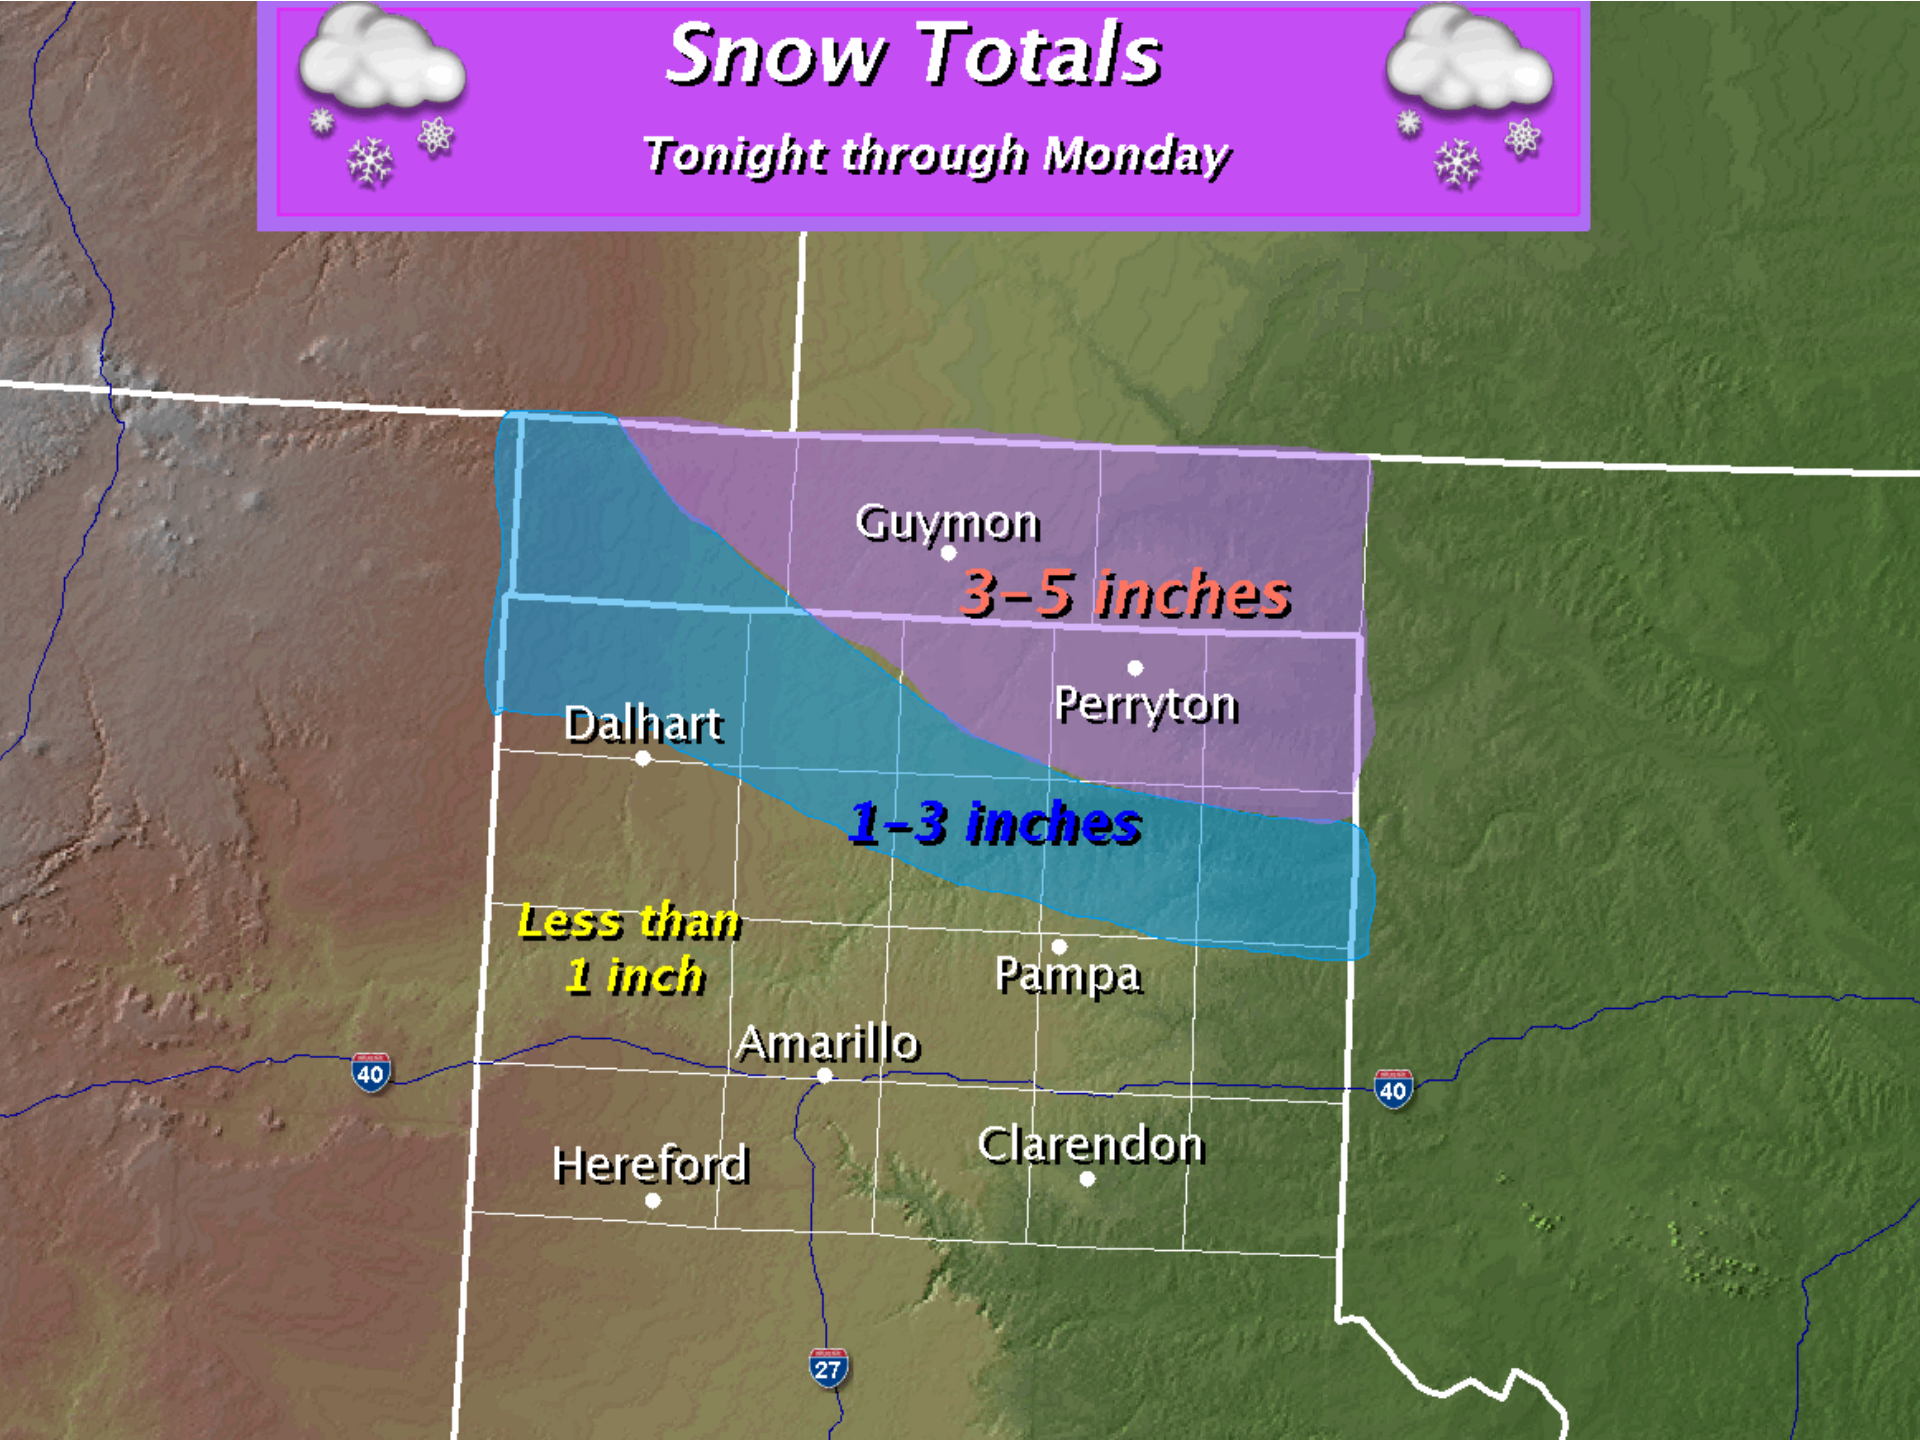 Snow Totals
Tonight through Monday
Guymon
3-5 inches
Perryton
Dalhart
1-3 inches
Less than
1 inch
Pampa
Amarillo
40
40
Hereford
Clarendon
27